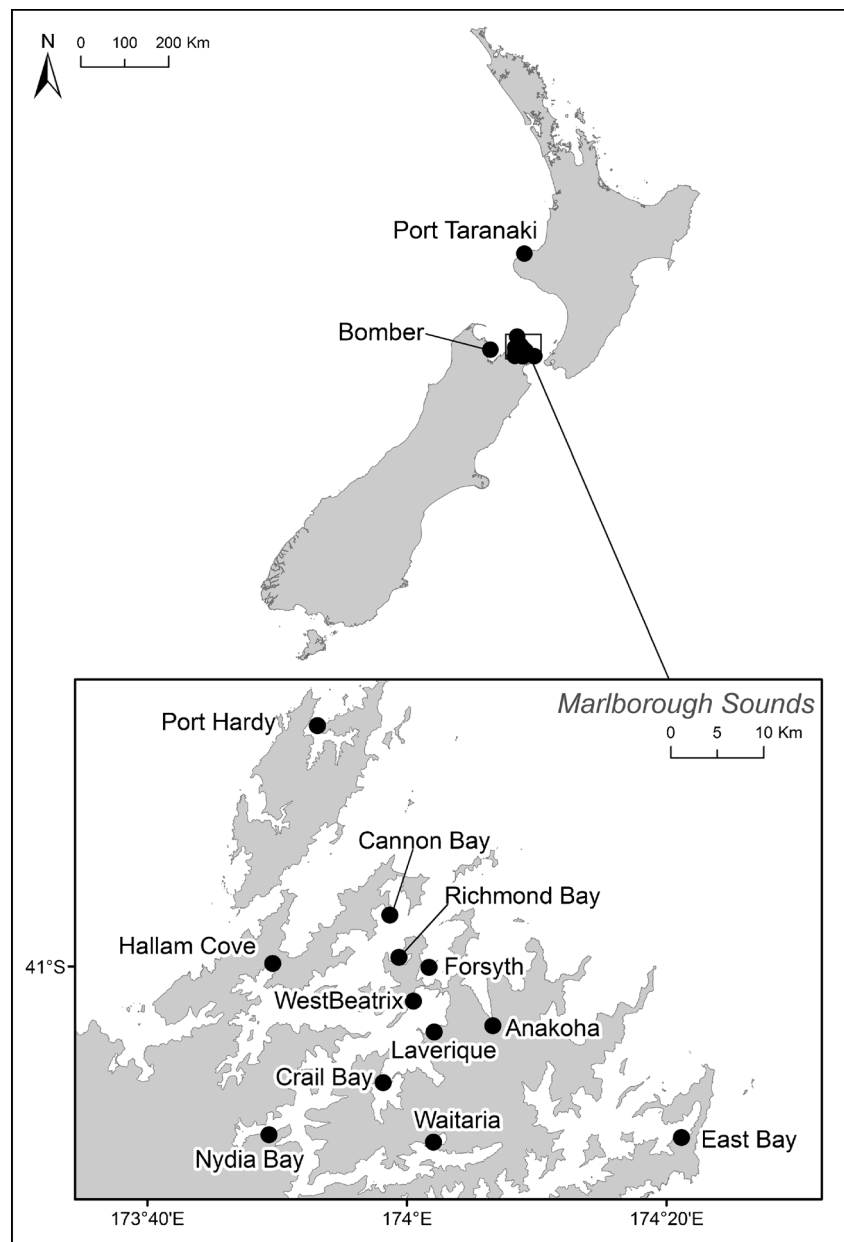 N
0 100 200 Km
Port Taranaki
Bomber
Marlborough Sounds
0 5 10 Km
Port Hardy
Cannon Bay
Richmond Bay
Hallam Cove
Forsyth
41°S
WestBeatrix
Anakoha
Laverique
Crail Bay
Waitaria
East Bay
Nydia Bay
173°40'E 174°E 174°20'E